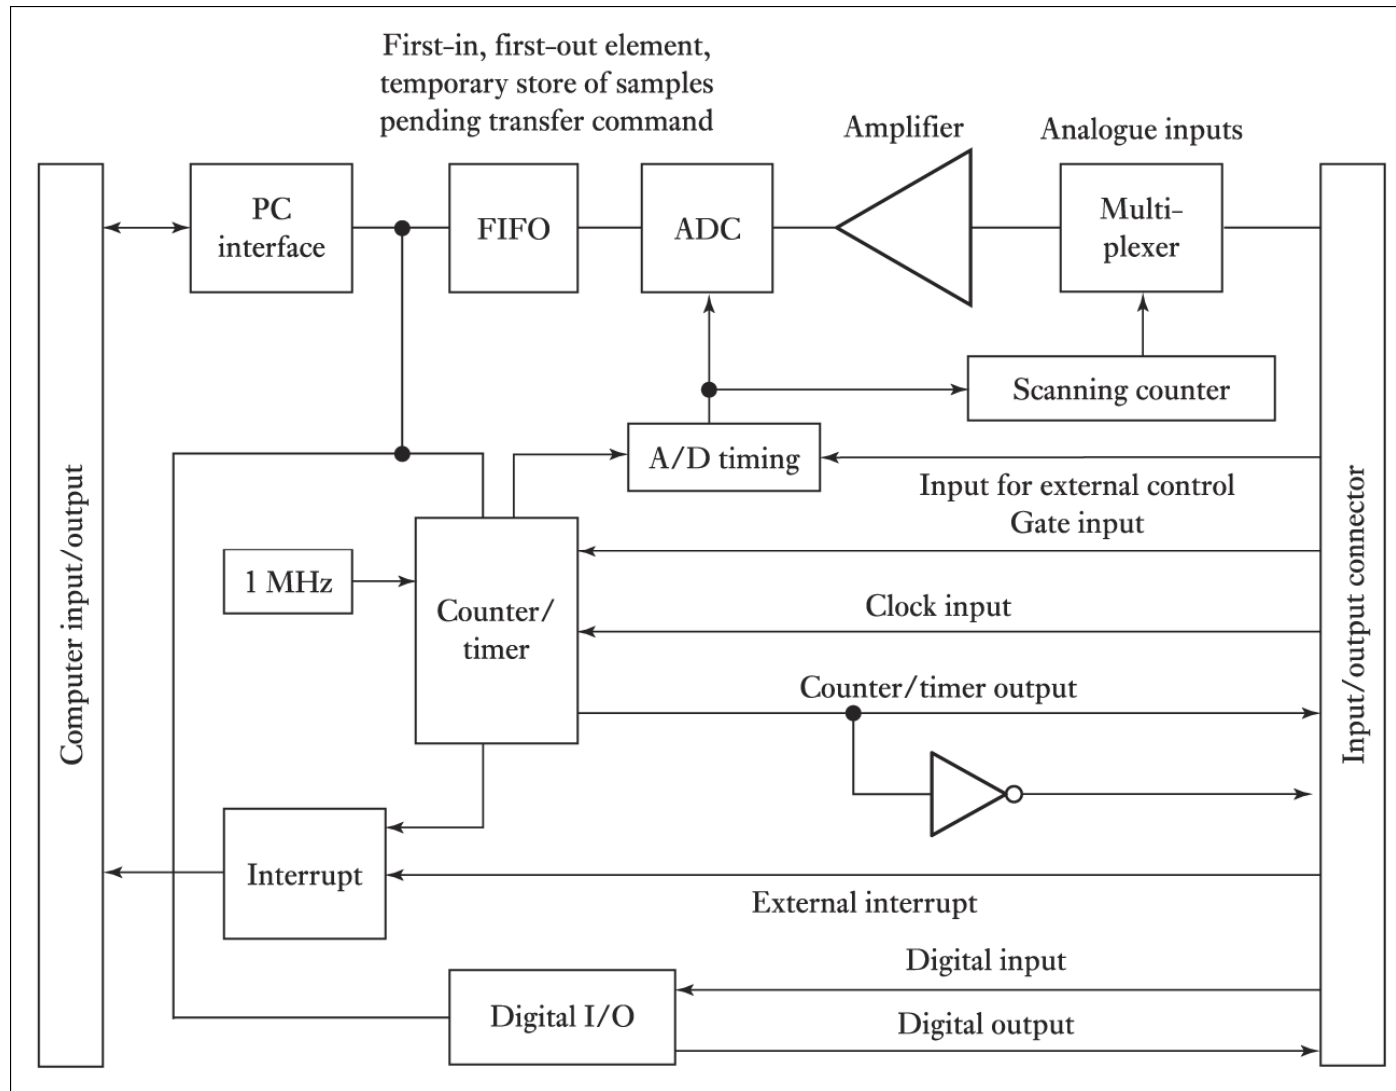 First-in, first-out element,
temporary store of samples
pending transfer command
Amplifier
Analogue inputs
PC
interface
FIFO
ADC
Multi-
plexer
Scanning counter
A/D timing
Input for external control
Gate input
1 MHz
Counter/
timer
Clock input
Counter/timer output
Interrupt
External interrupt
Digital input
Digital I/O
Digital output
Computer input/output
Input/output connector